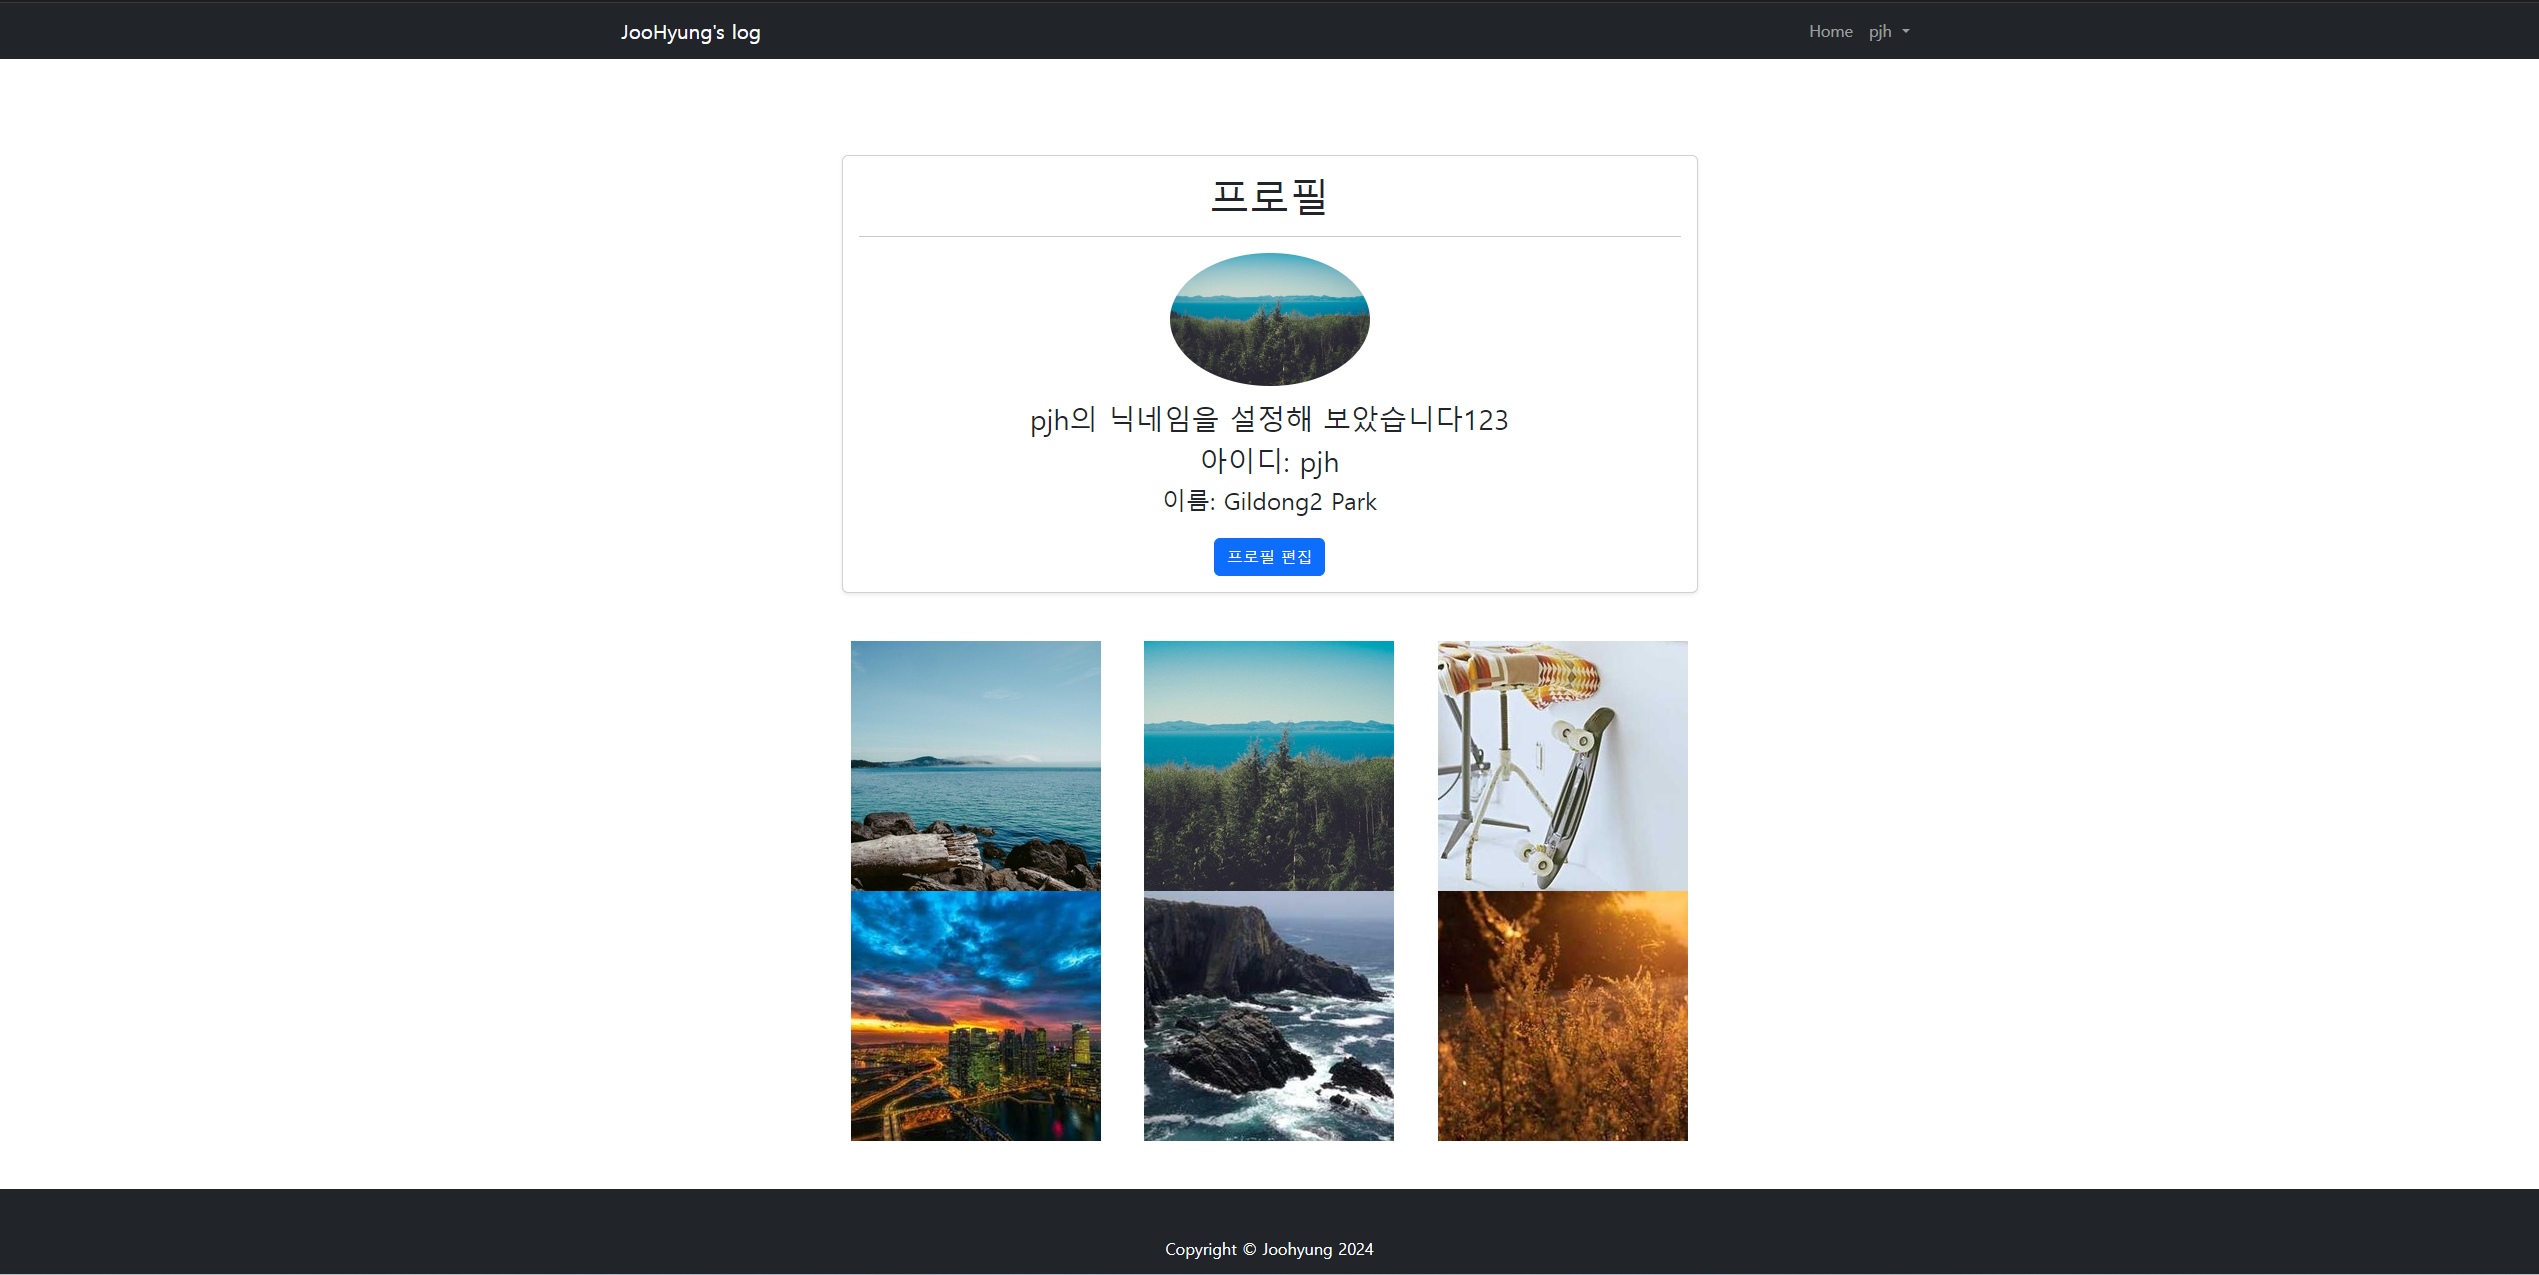 JooHyung's log
Home pjh
프로필
pjh의 닉네임을 설정해 보았습니다123
아이디: pjh
이름: Gildong2 Park
프로필 편집
Copyright © Joohyung 2024